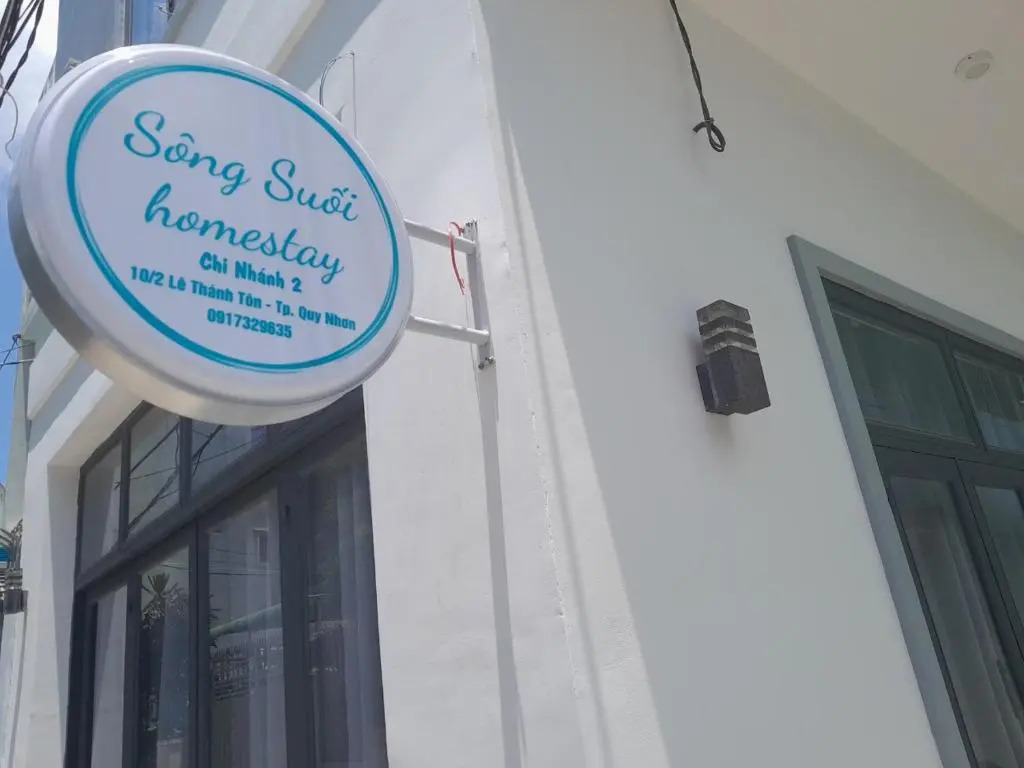 Sông Suối
homestay
Chi Nhánh 2
10/2 Lê Thánh Tôn - Tp. Quy Nhơn
0917329635